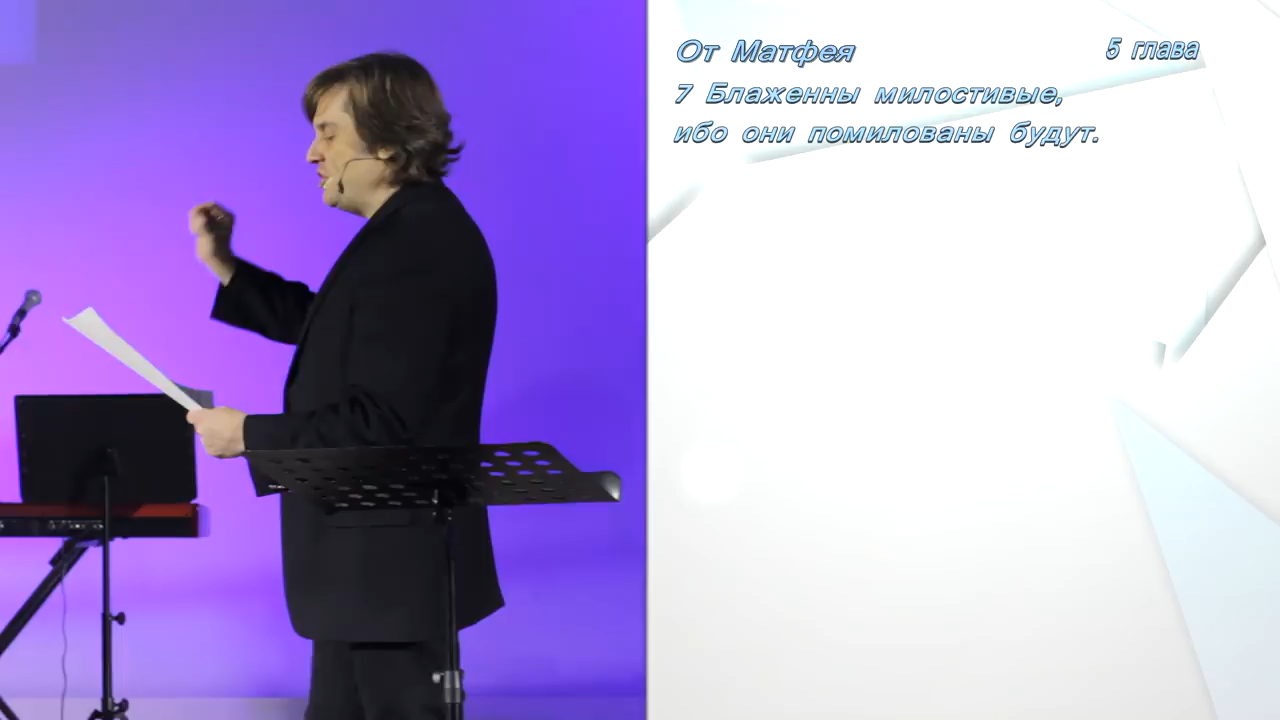 От Матфея 5 глава
7 Блаженны милостивые,
ибо они помилованы будут.